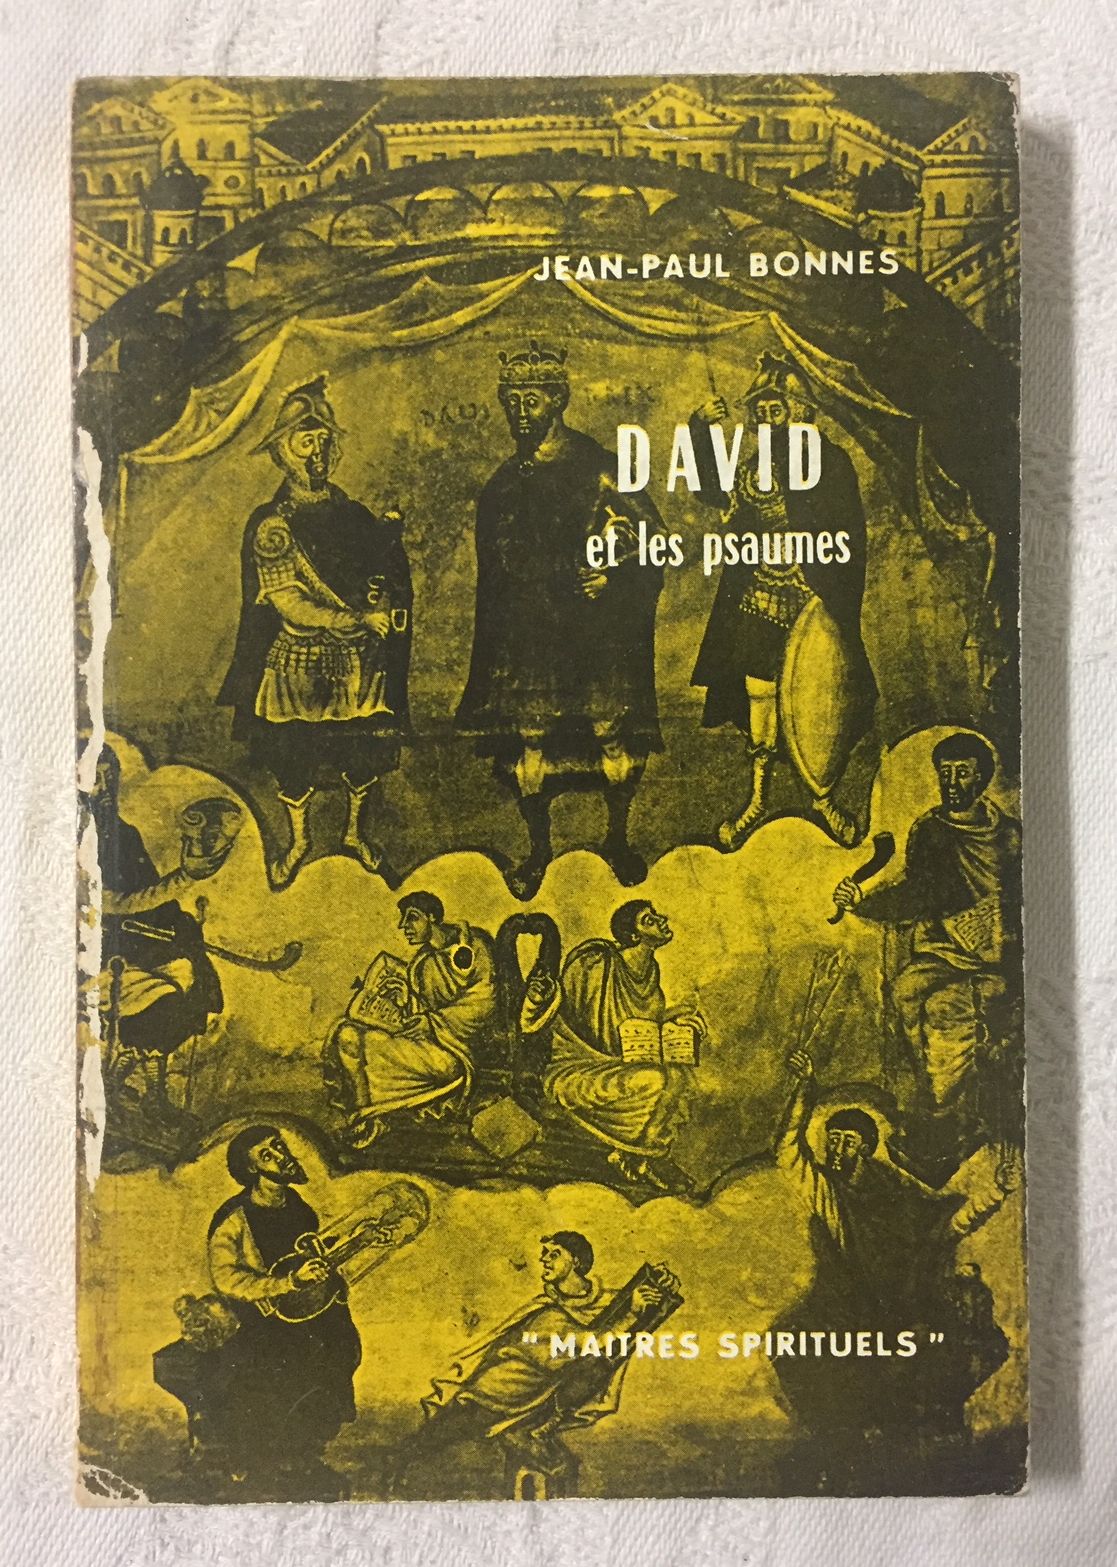 JEAN-PAUL BONNES
DAVID
et les psaumes
"MAITRES SPIRITUELS"